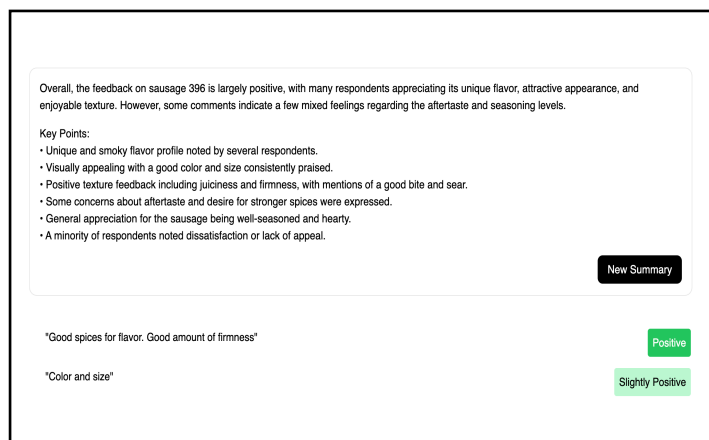 Overall, the feedback on sausage 396 is largely positive, with many respondents appreciating its unique flavor, attractive appearance, and
enjoyable texture. However, some comments indicate a few mixed feelings regarding the aftertaste and seasoning levels.
Key Points:
• Unique and smoky flavor profile noted by several respondents.
• Visually appealing with a good color and size consistently praised.
• Positive texture feedback including juiciness and firmness, with mentions of a good bite and sear.
• Some concerns about aftertaste and desire for stronger spices were expressed.
• General appreciation for the sausage being well-seasoned and hearty.
• A minority of respondents noted dissatisfaction or lack of appeal.
New Summary
"Good spices for flavor. Good amount of firmness"
Positive
"Color and size"
Slightly Positive